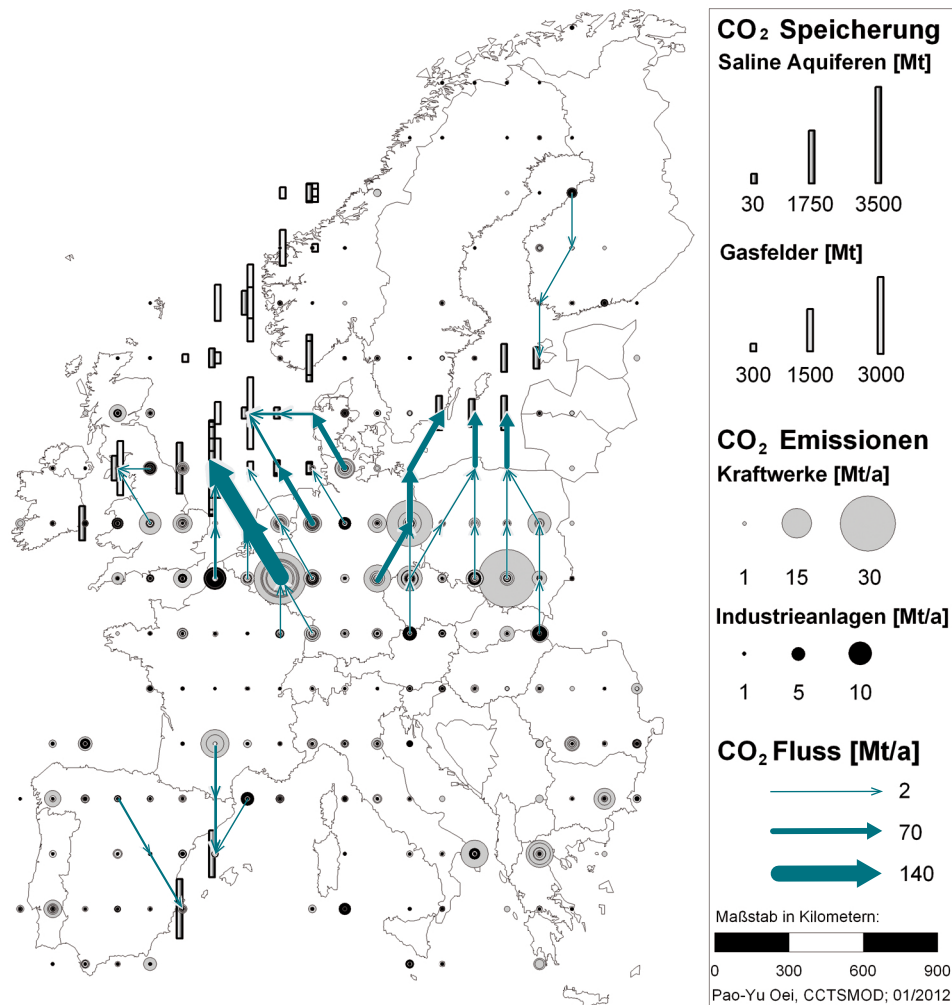 CO₂ Speicherung
Saline Aquiferen [Mt]
30 1750 3500
Gasfelder [Mt]
300 1500 3000
CO₂ Emissionen
Kraftwerke [Mt/a]
1 15 30
Industrieanlagen [Mt/a]
1 5 10
CO₂ Fluss [Mt/a]
2
70
140
Maßstab in Kilometern:
0 300 600 900
Pao-Yu Oei, CCTSMOD; 01/2012